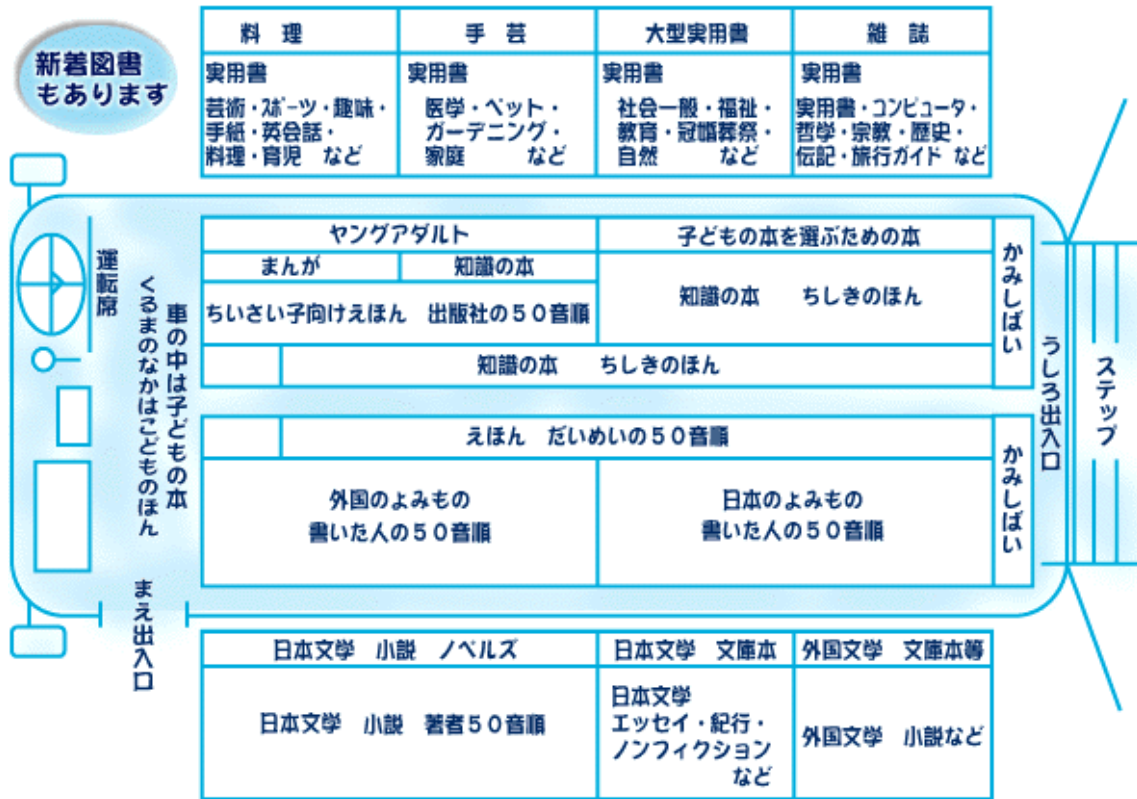 新着図書
もあります
料 理
手 芸
大型実用書
雑 誌
実用書
芸術・スポーツ・趣味・
手紙・英会話・
料理・育児 など
実用書
医学・ペット・
ガーデニング・
家庭 など
実用書
社会一般・福祉・
教育・冠婚葬祭・
自然 など
実用書
実用書・コンピュータ・
哲学・宗教・歴史・
伝記・旅行ガイド など
運転席
車の中は子どもの本
くるまのなかはこどものほん
まえ出入口
ヤングアダルト
子どもの本を選ぶための本
まんが
知識の本
ちいさい子向けえほん 出版社の50音順
知識の本 ちしきのほん
知識の本 ちしきのほん
かみしばい
えほん だいめいの50音順
外国のよみもの
書いた人の50音順
日本のよみもの
書いた人の50音順
かみしばい
うしろ出入口
ステップ
日本文学 小説 ノベルズ
日本文学 文庫本
外国文学 文庫本等
日本文学 小説 著者50音順
日本文学
エッセイ・紀行・
ノンフィクション
など
外国文学 小説など